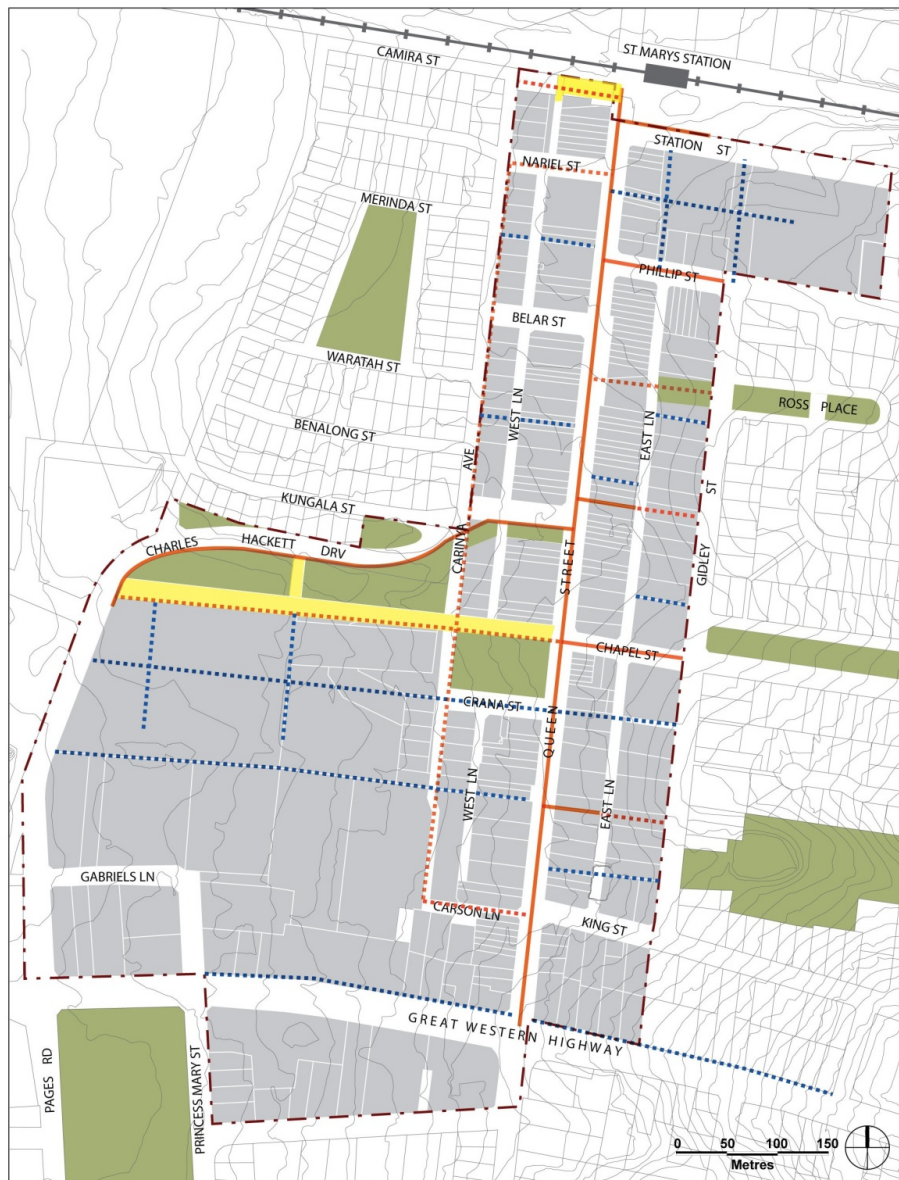 CAMIRA ST
ST MARYS STATION
STATION ST
NARIEL ST
MERINDA ST
PHILLIP ST
BELAR ST
WARATAH ST
WEST LN
ROSS PLACE
BENALONG ST
EAST LN
AVE
KUNGALA ST
ST
CHARLES HACKETT DRV
CARINYA
GIDLEY
STREET
CHAPEL ST
CRANA ST
QUEEN
WEST LN
EAST LN
GABRIELS LN
CARSON LN
KING ST
GREAT WESTERN HIGHWAY
PAGES RD
PRINCESS MARY ST
0 50 100 150
Metres